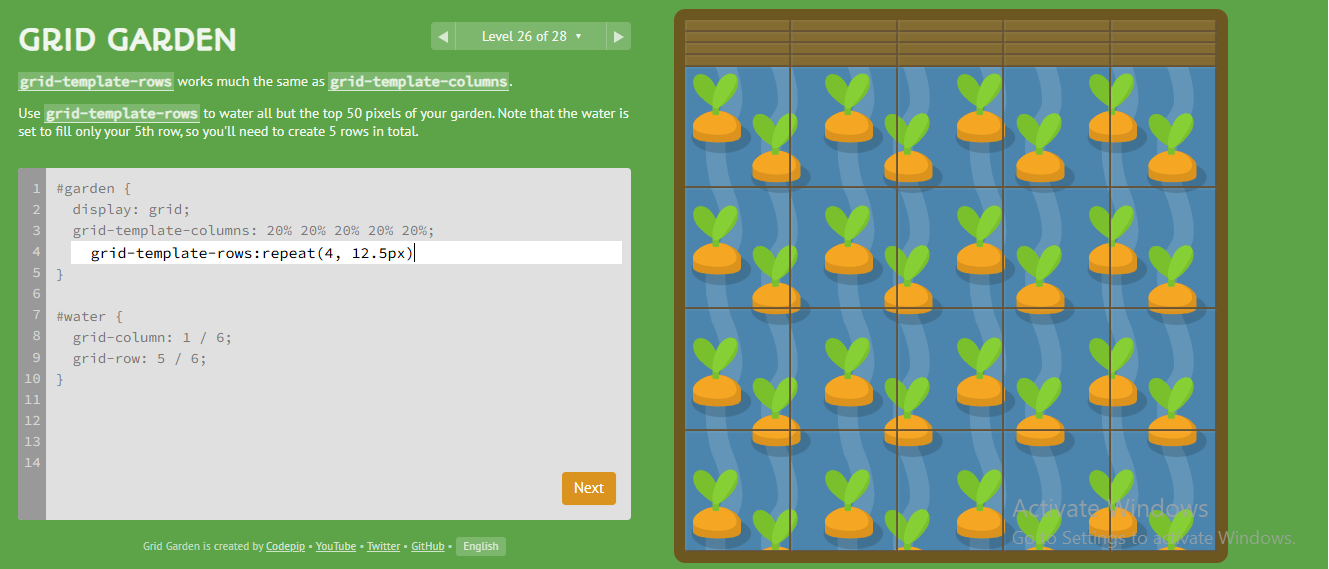 GRID GARDEN
◀ Level 26 of 28 ▼ ▶
grid-template-rows works much the same as grid-template-columns.
Use grid-template-rows to water all but the top 50 pixels of your garden. Note that the water is
set to fill only your 5th row, so you'll need to create 5 rows in total.
1 #garden {
2 display: grid;
3 grid-template-columns: 20% 20% 20% 20% 20%;
4 grid-template-rows:repeat(4, 12.5px)
5 }
6
7 #water {
8 grid-column: 1 / 6;
9 grid-row: 5 / 6;
10 }
11
12
13
14
Next
Grid Garden is created by Codepip • YouTube • Twitter • GitHub • English
Activate Windows
Go to Settings to activate Windows.